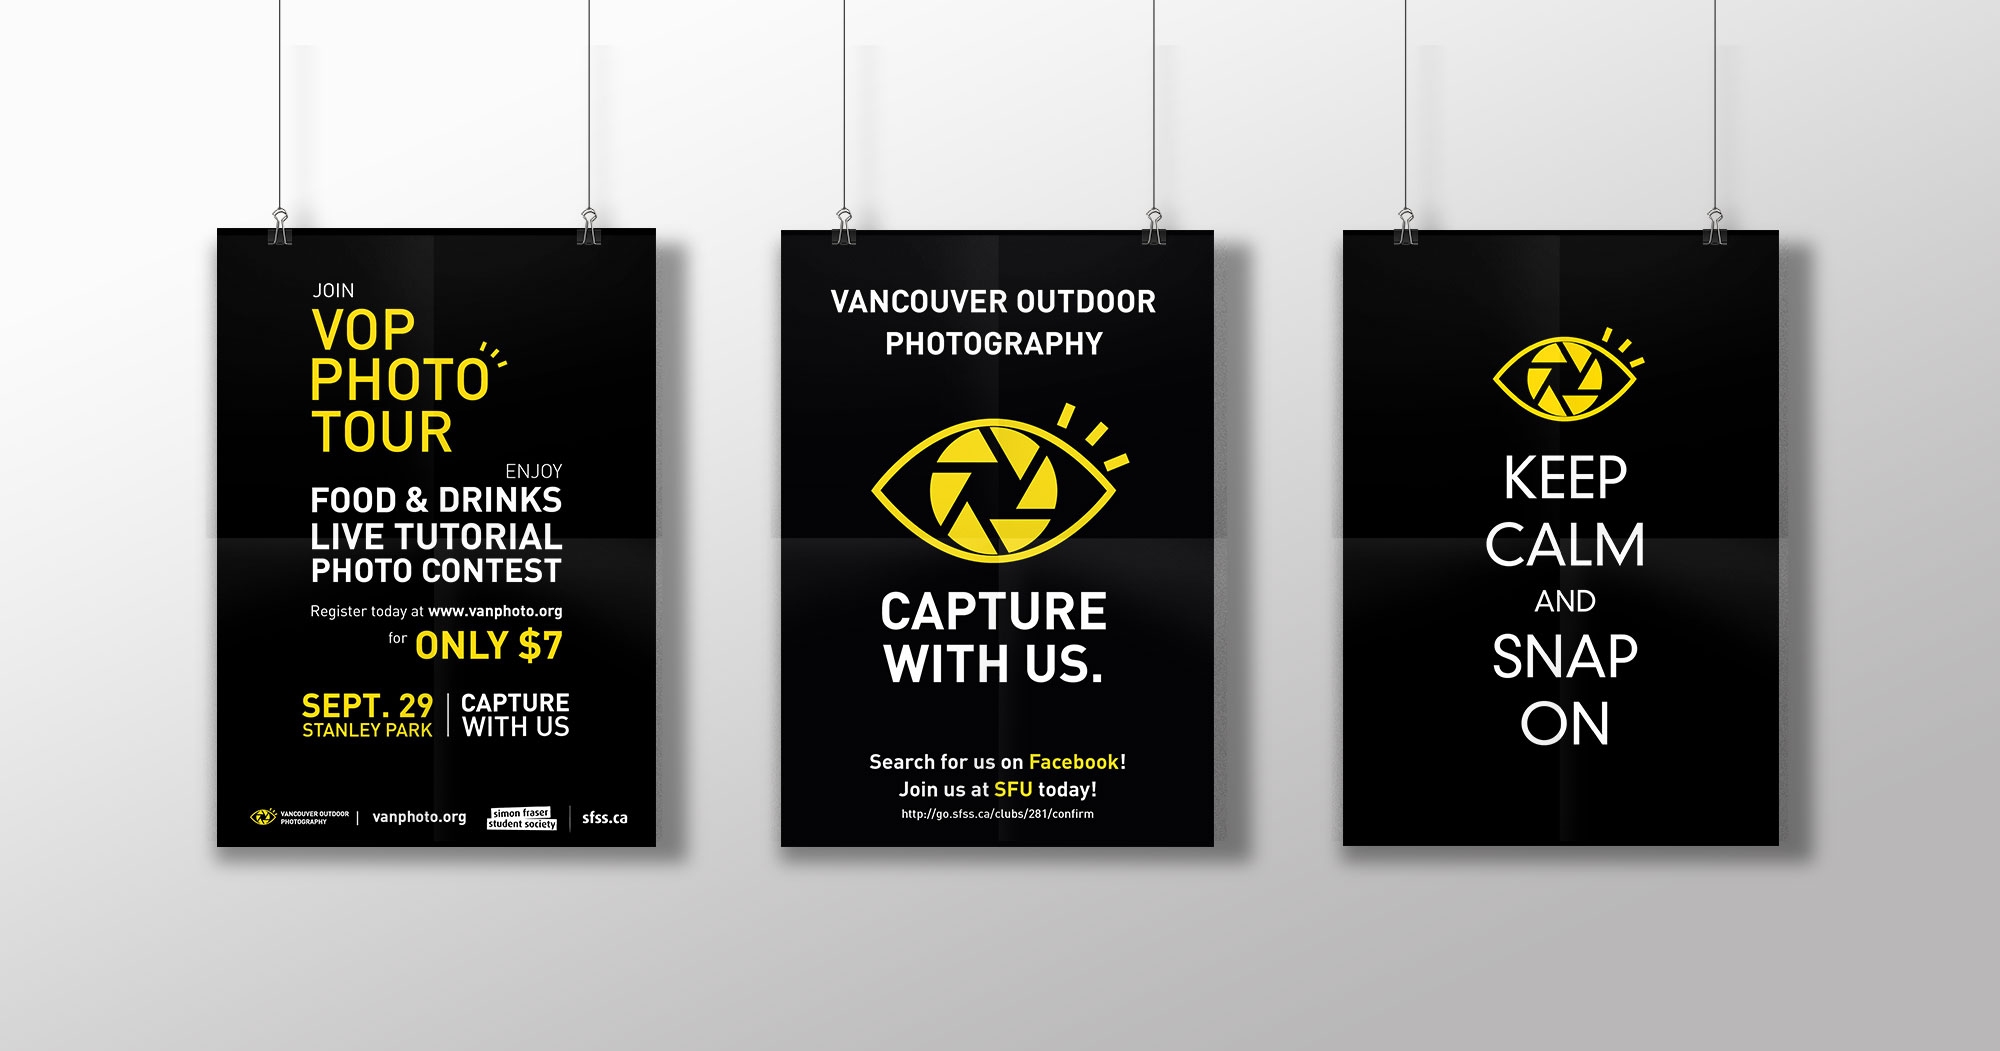 JOIN
VOP
PHOTO
TOUR
ENJOY
FOOD & DRINKS
LIVE TUTORIAL
PHOTO CONTEST
Register today at www.vanphoto.org
for ONLY $7
SEPT. 29
STANLEY PARK
CAPTURE
WITH US
VANCOUVER OUTDOOR
PHOTOGRAPHY
vanphoto.org
simon fraser
student society
sfss.ca
VANCOUVER OUTDOOR
PHOTOGRAPHY
CAPTURE
WITH US.
Search for us on Facebook!
Join us at SFU today!
http://go.sfss.ca/clubs/281/confirm
KEEP
CALM
AND
SNAP
ON